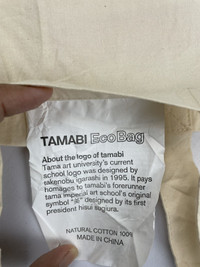 TAMABI EcoBag
About the logo of tamabi
Tama art university's current
school logo was designed by
takenobu igarashi in 1995. It pays
homages to tamabi's forerunner
tama imperial art school's original
symbol "
designed by its first
president hisui sugiura.
NATURAL COTTON 100%
MADE IN CHINA